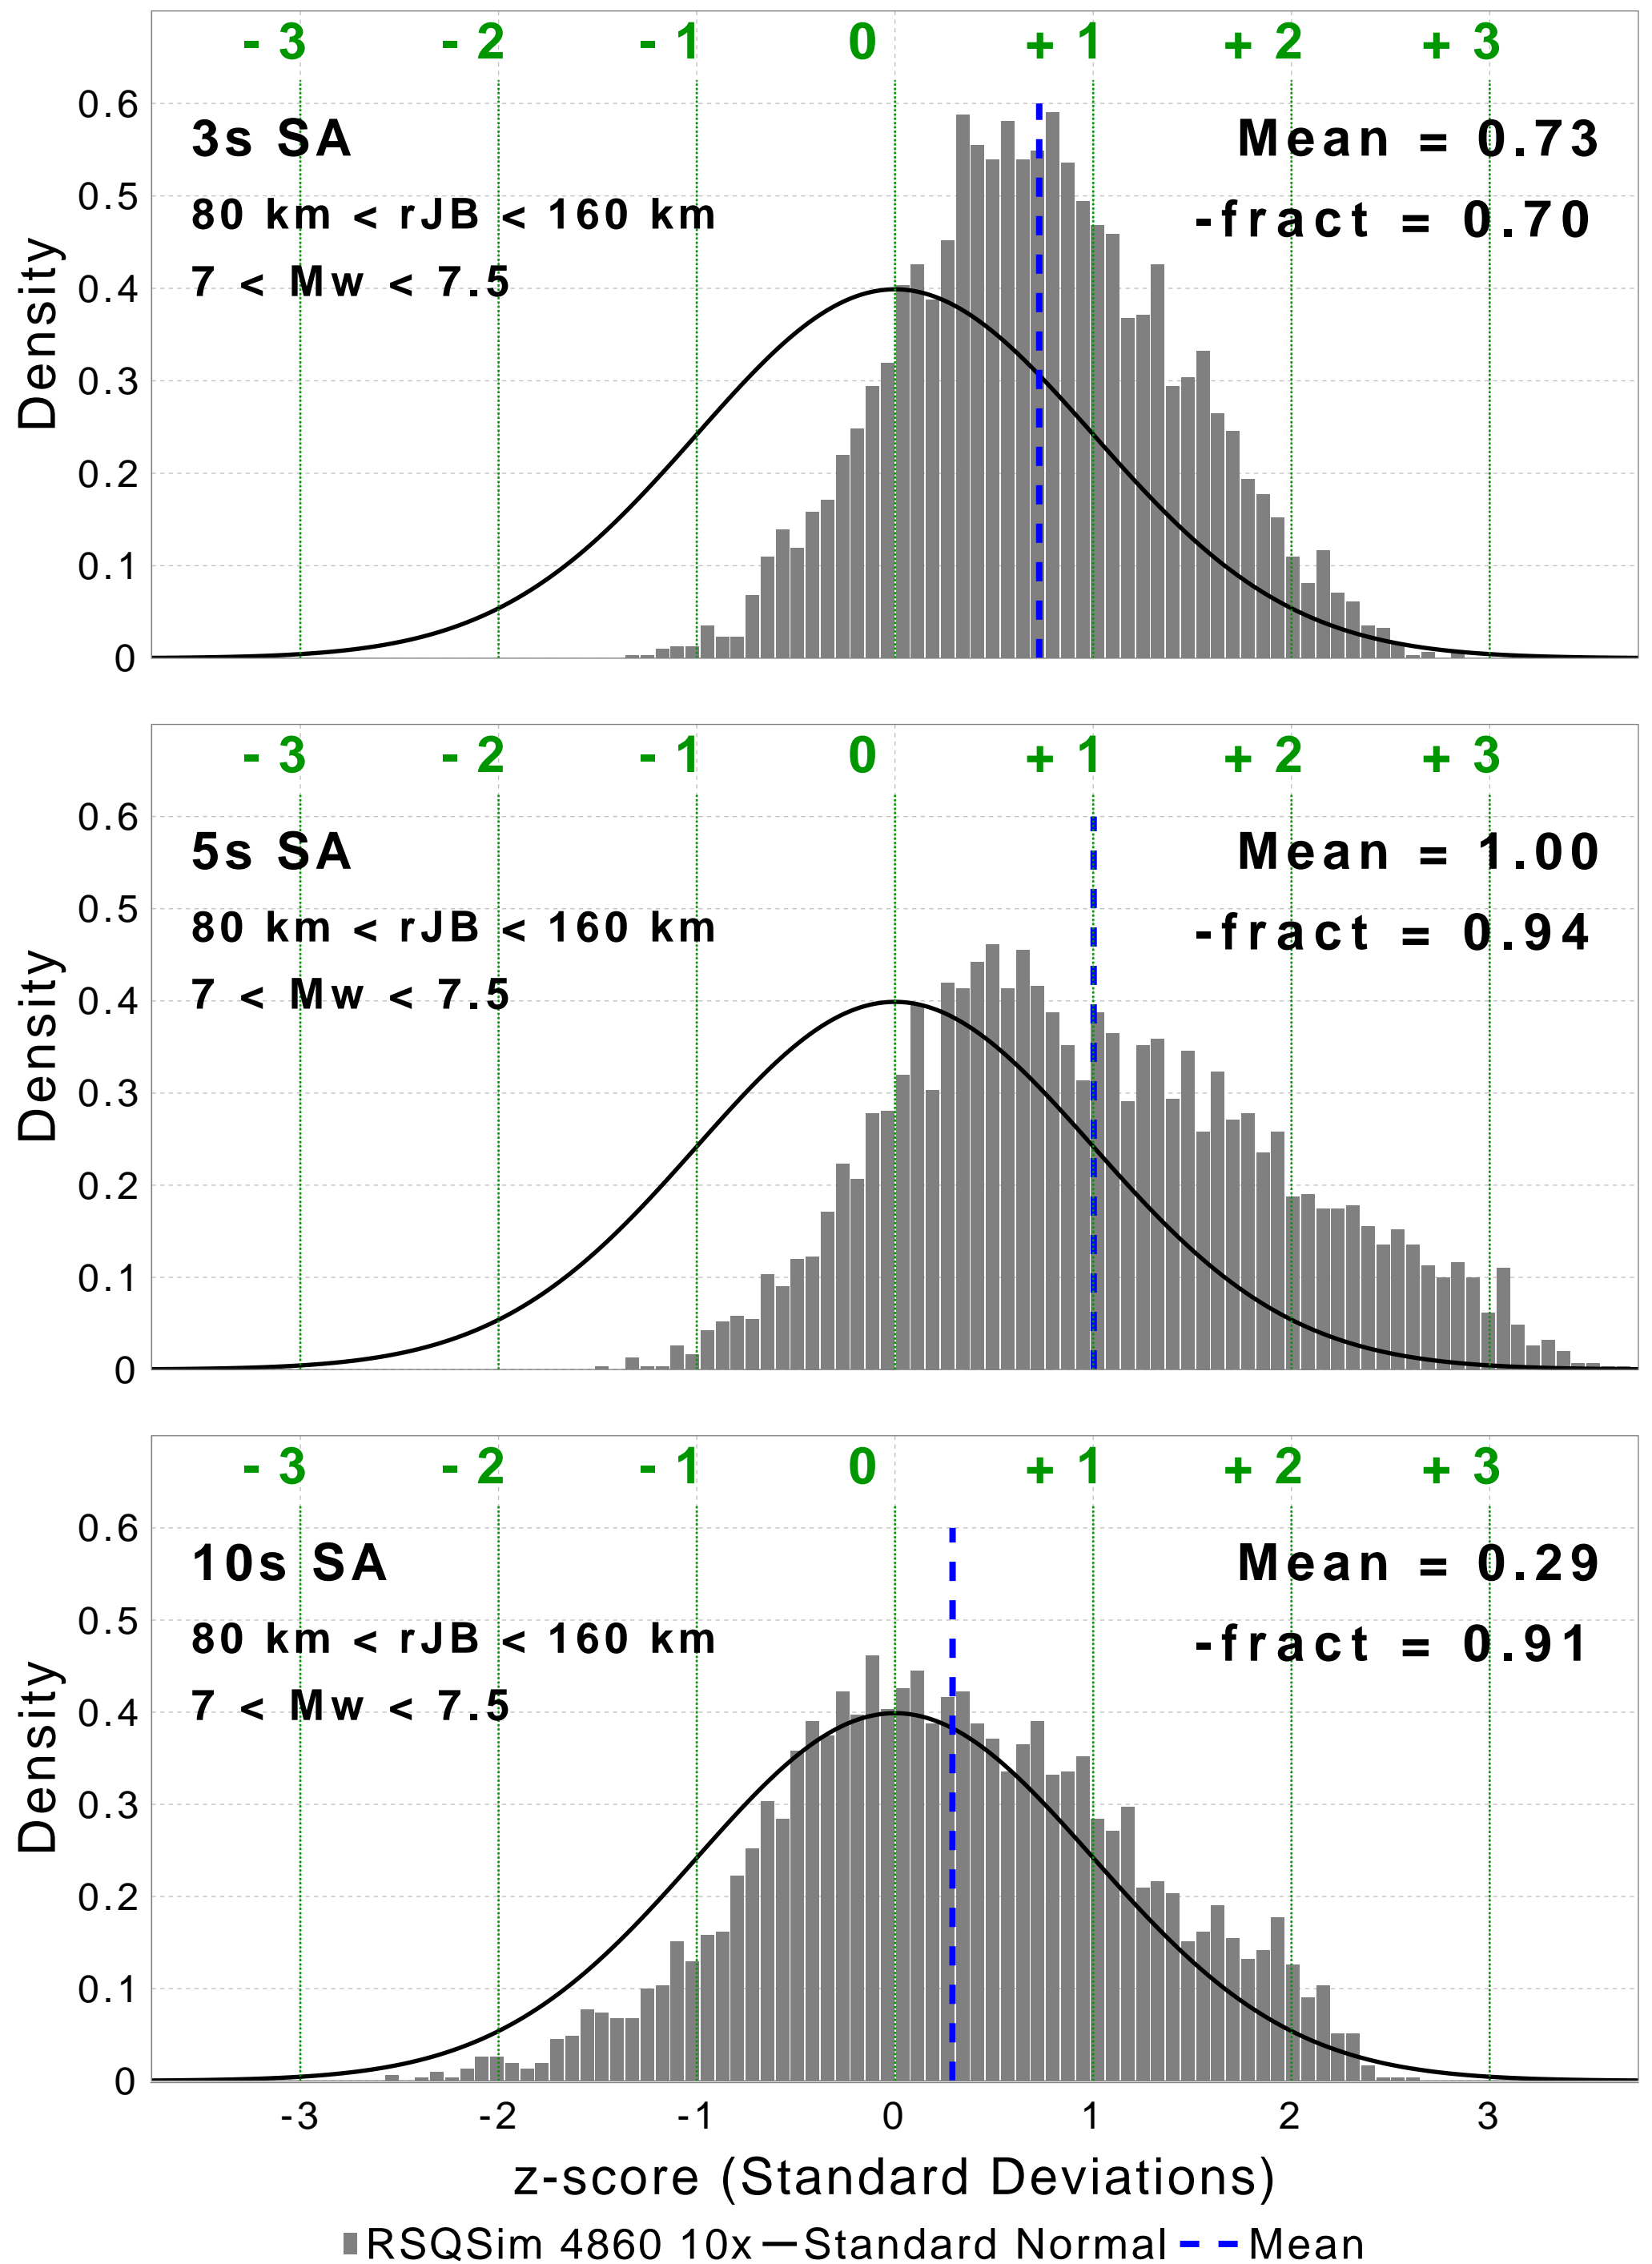 - 3 - 2 - 1 0 + 1 + 2 + 3
0.6
3s SA
Mean = 0.73
0.5
80 km < rJB < 160 km
-fract = 0.70
7 < Mw < 7.5
0.4
0.3
0.2
0.1
0
Density
- 3 - 2 - 1 0 + 1 + 2 + 3
0.6
5s SA
Mean = 1.00
0.5
80 km < rJB < 160 km
-fract = 0.94
7 < Mw < 7.5
0.4
0.3
0.2
0.1
0
Density
- 3 - 2 - 1 0 + 1 + 2 + 3
0.6
10s SA
Mean = 0.29
0.5
80 km < rJB < 160 km
-fract = 0.91
7 < Mw < 7.5
0.4
0.3
0.2
0.1
0
Density
-3 -2 -1 0 1 2 3
z-score (Standard Deviations)
RSQSim 4860 10x Standard Normal Mean